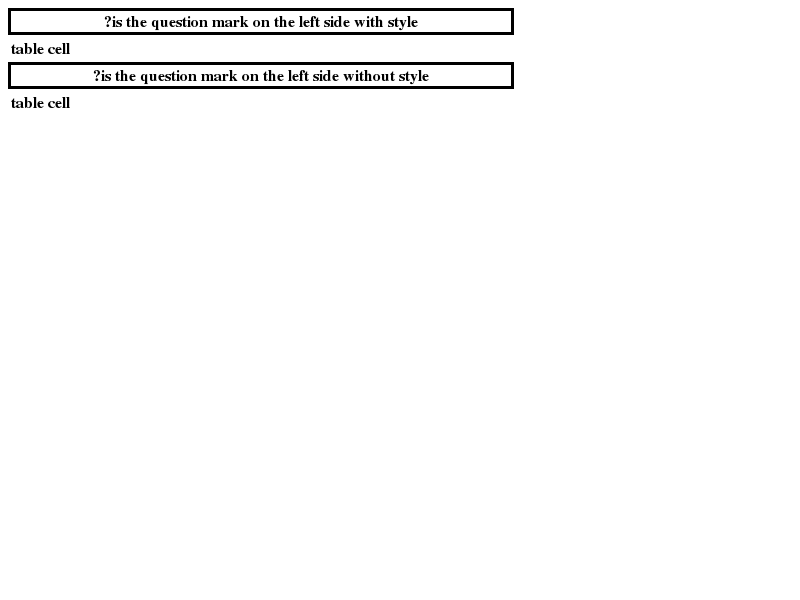 ?is the question mark on the left side with style
table cell
?is the question mark on the left side without style
table cell